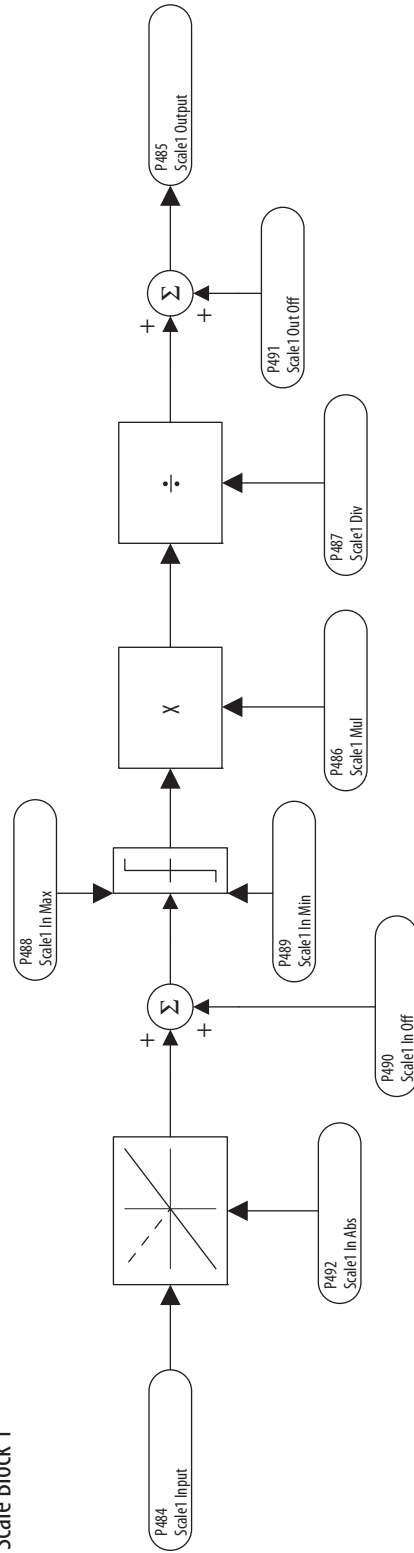 Scale Block 1
P484
Scale1 Input
P492
Scale1 In Abs
+
Σ
+
P490
Scale1 In Off
P488
Scale1 In Max
P489
Scale1 In Min
X
P486
Scale1 Mul
÷
P487
Scale1 Div
+
Σ
+
P491
Scale1 Out Off
P485
Scale1 Output